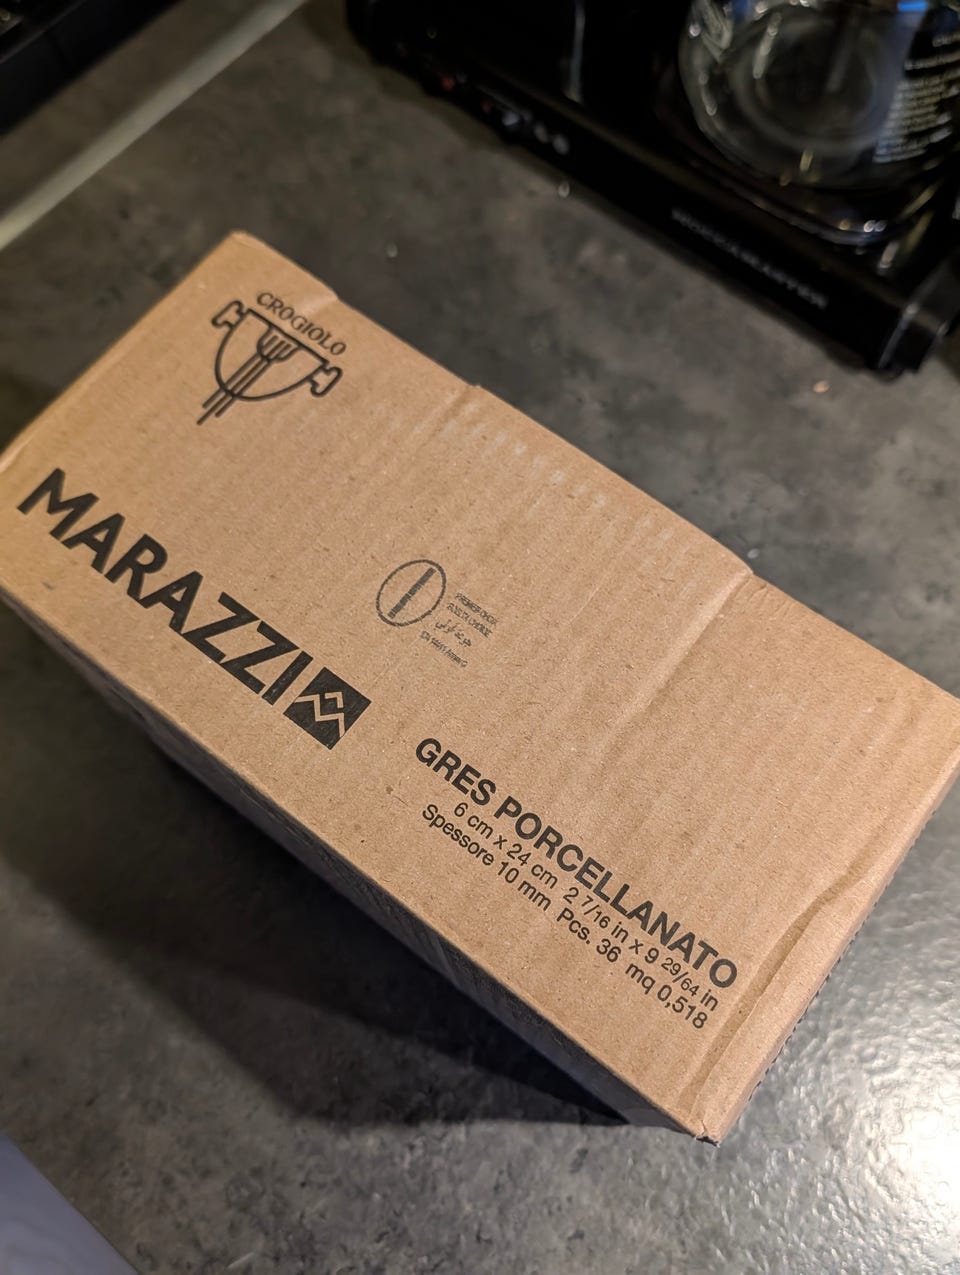 CROGIOLO
MARAZZI
GRES PORCELLANATO
6 cm x 24 cm 2 7/16 in x 9 29/64 in
Spessore 10 mm Pcs. 36 mq 0,518